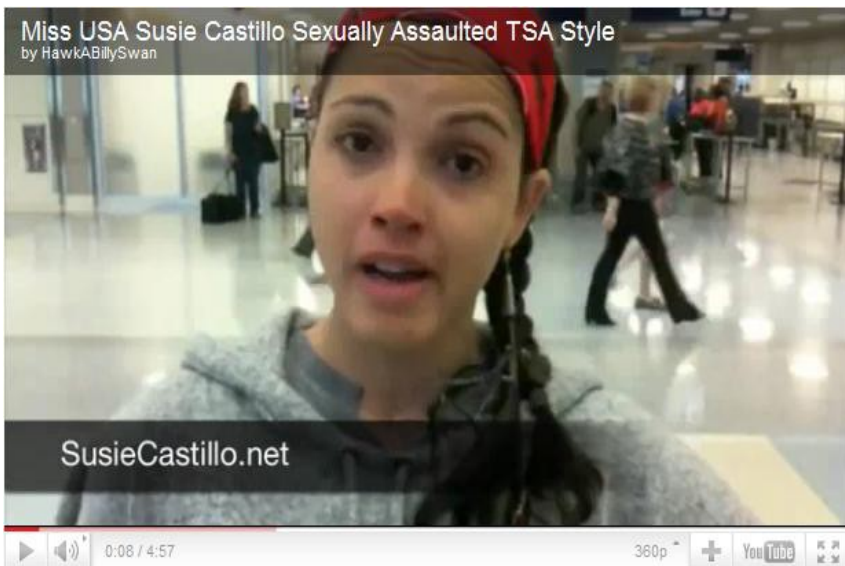 Miss USA Susie Castillo Sexually Assaulted TSA Style
by HawkABillySwan
SusieCastillo.net
0:08 / 4:57
360p
YouTube